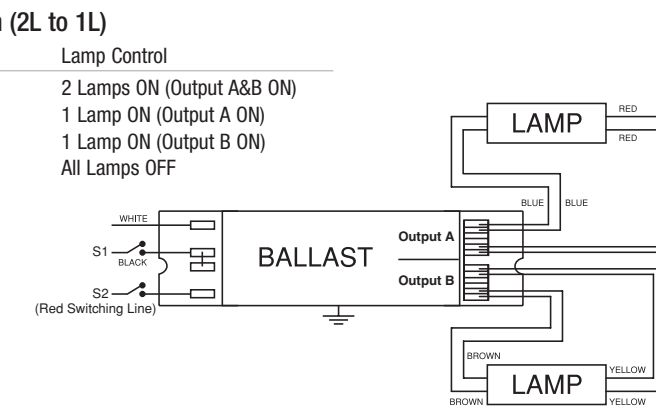 (2L to 1L)
Lamp Control
2 Lamps ON (Output A&B ON)
1 Lamp ON (Output A ON)
1 Lamp ON (Output B ON)
All Lamps OFF
LAMP
RED
RED
BLUE
BLUE
WHITE
S1
BLACK
S2
(Red Switching Line)
BALLAST
Output A
Output B
BROWN
BROWN
LAMP
YELLOW
YELLOW